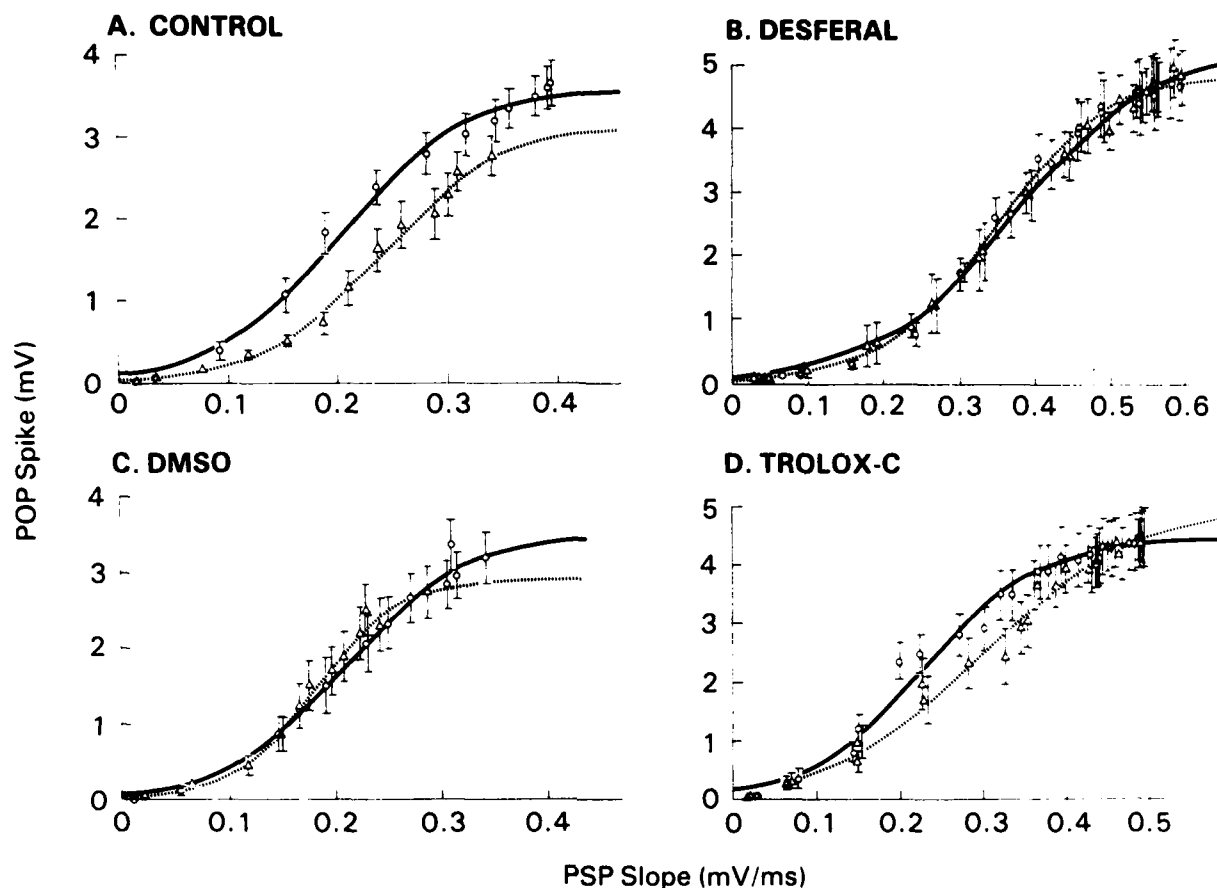 A. CONTROL
4
3
2
1
0
0 0.1 0.2 0.3 0.4
B. DESFERAL
5
4
3
2
1
0
0 0.1 0.2 0.3 0.4 0.5 0.6
C. DMSO
4
3
2
1
0
0 0.1 0.2 0.3 0.4
D. TROLOX-C
5
4
3
2
1
0
0 0.1 0.2 0.3 0.4 0.5
POP Spike (mV)
PSP Slope (mV/ms)